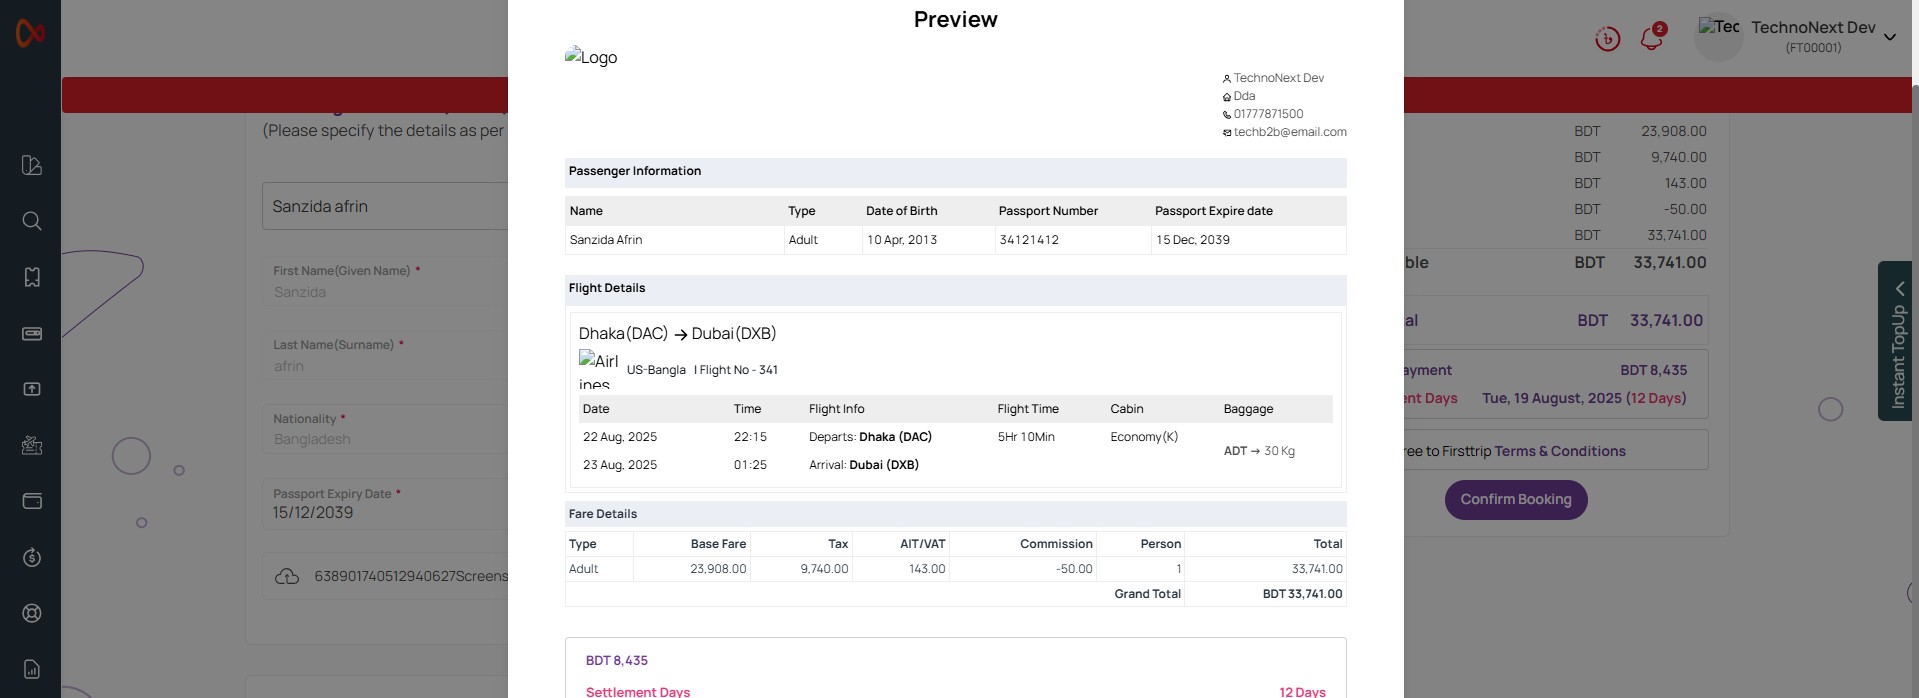 Preview
Logo
TechnoNext Dev
Dda
01777871500
techb2b@email.com
Tec
TechnoNext Dev
(FT00001)
2
(Please specify the details as per
Sanzida afrin
First Name(Given Name) *
Sanzida
Last Name(Surname) *
afrin
Nationality *
Bangladesh
Passport Expiry Date *
15/12/2039
638901740512940627Screens
Passenger Information
Name Type Date of Birth Passport Number Passport Expire date
Sanzida Afrin Adult 10 Apr, 2013 34121412 15 Dec, 2039
Flight Details
Dhaka(DAC) → Dubai(DXB)
Airlines
US-Bangla | Flight No - 341
Date Time Flight Info Flight Time Cabin Baggage
22 Aug, 2025 22:15 Departs: Dhaka (DAC) 5Hr 10Min Economy(K)
ADT → 30 Kg
23 Aug, 2025 01:25 Arrival: Dubai (DXB)
Fare Details
Type Base Fare Tax AIT/VAT Commission Person Total
Adult 23,908.00 9,740.00 143.00 -50.00 1 33,741.00
Grand Total BDT 33,741.00
BDT 8,435
Settlement Days 12 Days
BDT 23,908.00
BDT 9,740.00
BDT 143.00
BDT -50.00
BDT 33,741.00
ble BDT 33,741.00
al BDT 33,741.00
ayment BDT 8,435
ent Days Tue, 19 August, 2025 (12 Days)
ree to Firsttrip Terms & Conditions
Confirm Booking
Instant TopUp